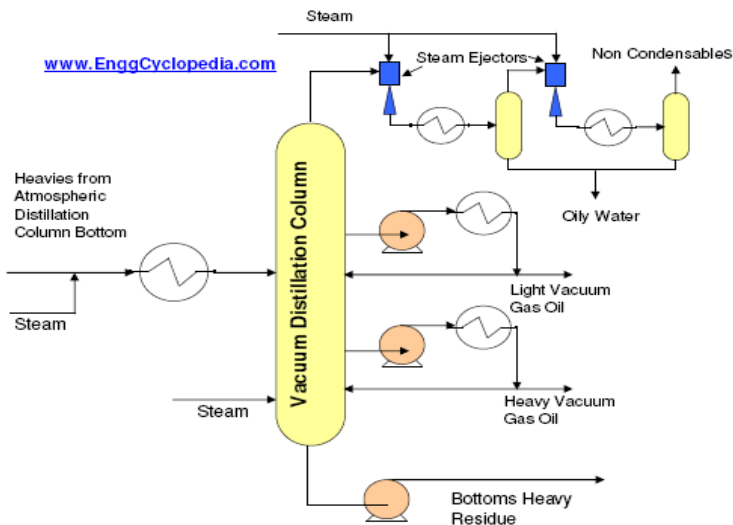 Steam
www.EnggCyclopedia.com
Steam Ejectors
Non Condensables
Oily Water
Heavies from
Atmospheric
Distillation
Column Bottom
Steam
Vacuum Distillation Column
Light Vacuum
Gas Oil
Steam
Heavy Vacuum
Gas Oil
Bottoms Heavy
Residue